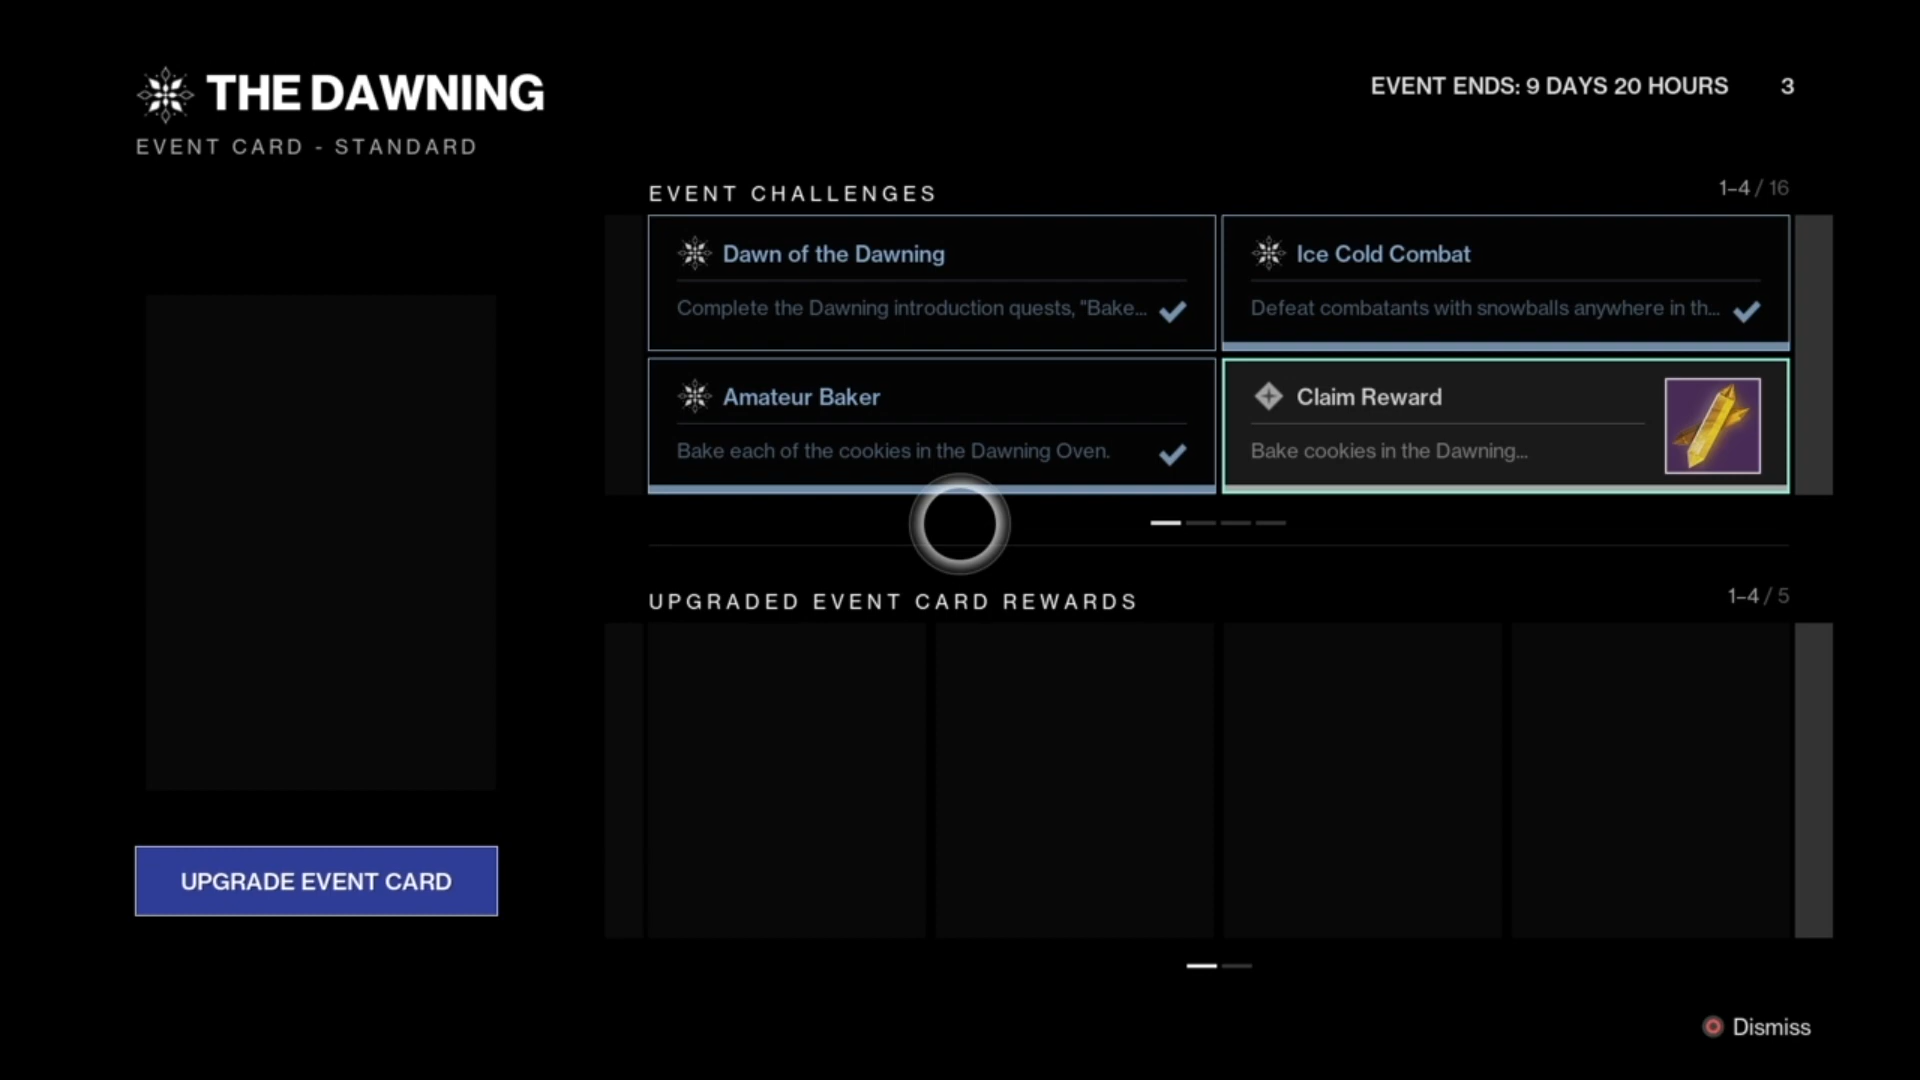 THE DAWNING
EVENT CARD - STANDARD
EVENT ENDS: 9 DAYS 20 HOURS 3
EVENT CHALLENGES 1–4 / 16
Dawn of the Dawning
Complete the Dawning introduction quests, "Bake...
Ice Cold Combat
Defeat combatants with snowballs anywhere in th...
Amateur Baker
Bake each of the cookies in the Dawning Oven.
Claim Reward
Bake cookies in the Dawning...
UPGRADED EVENT CARD REWARDS 1–4 / 5
UPGRADE EVENT CARD
Dismiss